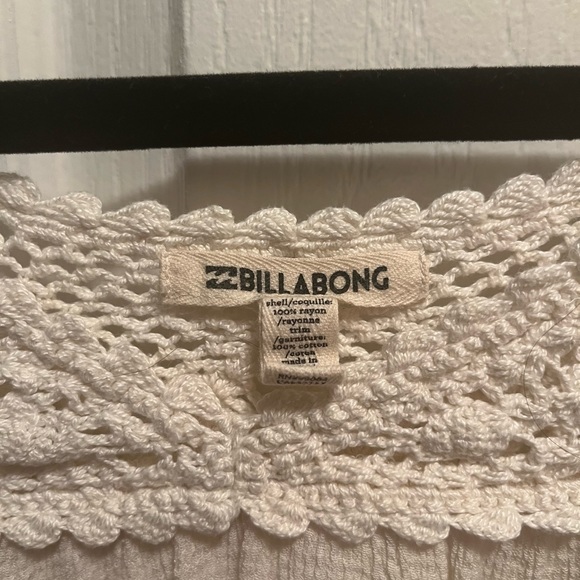 BILLABONG
shell/coquille:
100% rayon
/rayonne
trim
/garniture:
100% cotton
/coton
made in